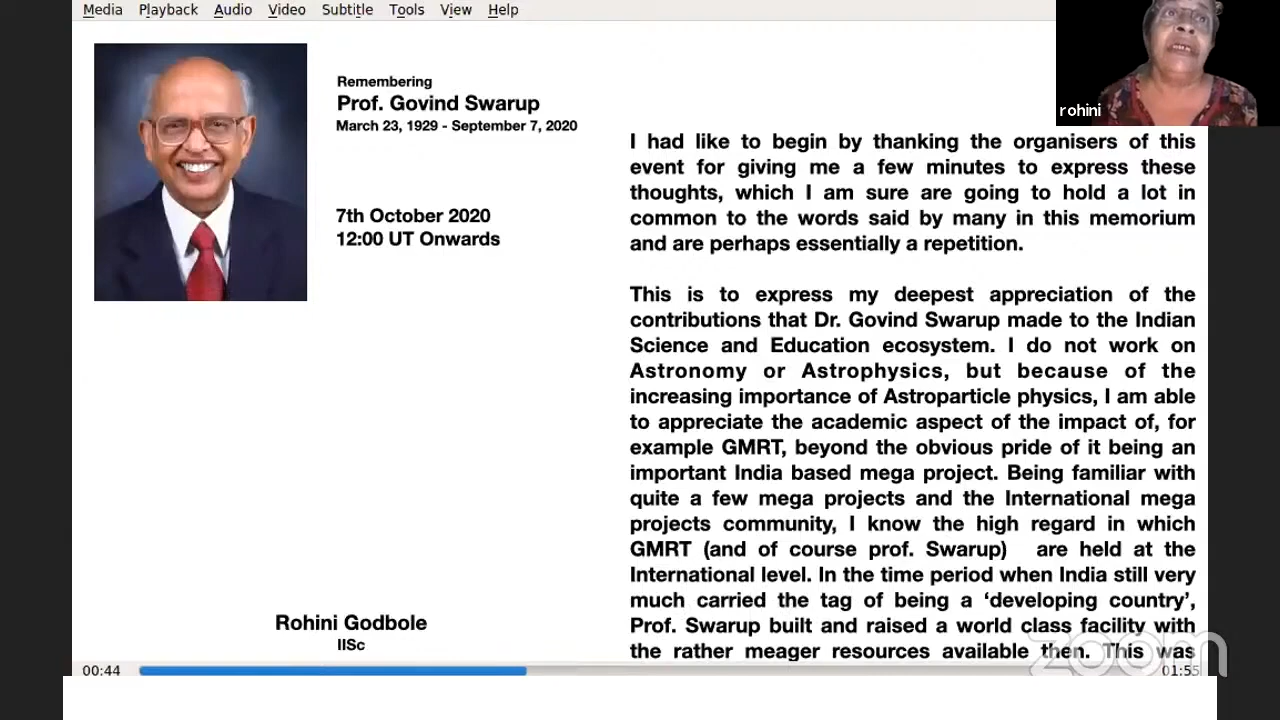 Media Playback Audio Video Subtitle Tools View Help
rohini
Remembering
Prof. Govind Swarup
March 23, 1929 - September 7, 2020
7th October 2020
12:00 UT Onwards
I had like to begin by thanking the organisers of this
event for giving me a few minutes to express these
thoughts, which I am sure are going to hold a lot in
common to the words said by many in this memorium
and are perhaps essentially a repetition.
This is to express my deepest appreciation of the
contributions that Dr. Govind Swarup made to the Indian
Science and Education ecosystem. I do not work on
Astronomy or Astrophysics, but because of the
increasing importance of Astroparticle physics, I am able
to appreciate the academic aspect of the impact of, for
example GMRT, beyond the obvious pride of it being an
important India based mega project. Being familiar with
quite a few mega projects and the International mega
projects community, I know the high regard in which
GMRT (and of course prof. Swarup) are held at the
International level. In the time period when India still very
much carried the tag of being a ‘developing country’,
Prof. Swarup built and raised a world class facility with
the rather meager resources available then. This was
Rohini Godbole
IISc
zoom
00:44
01:55